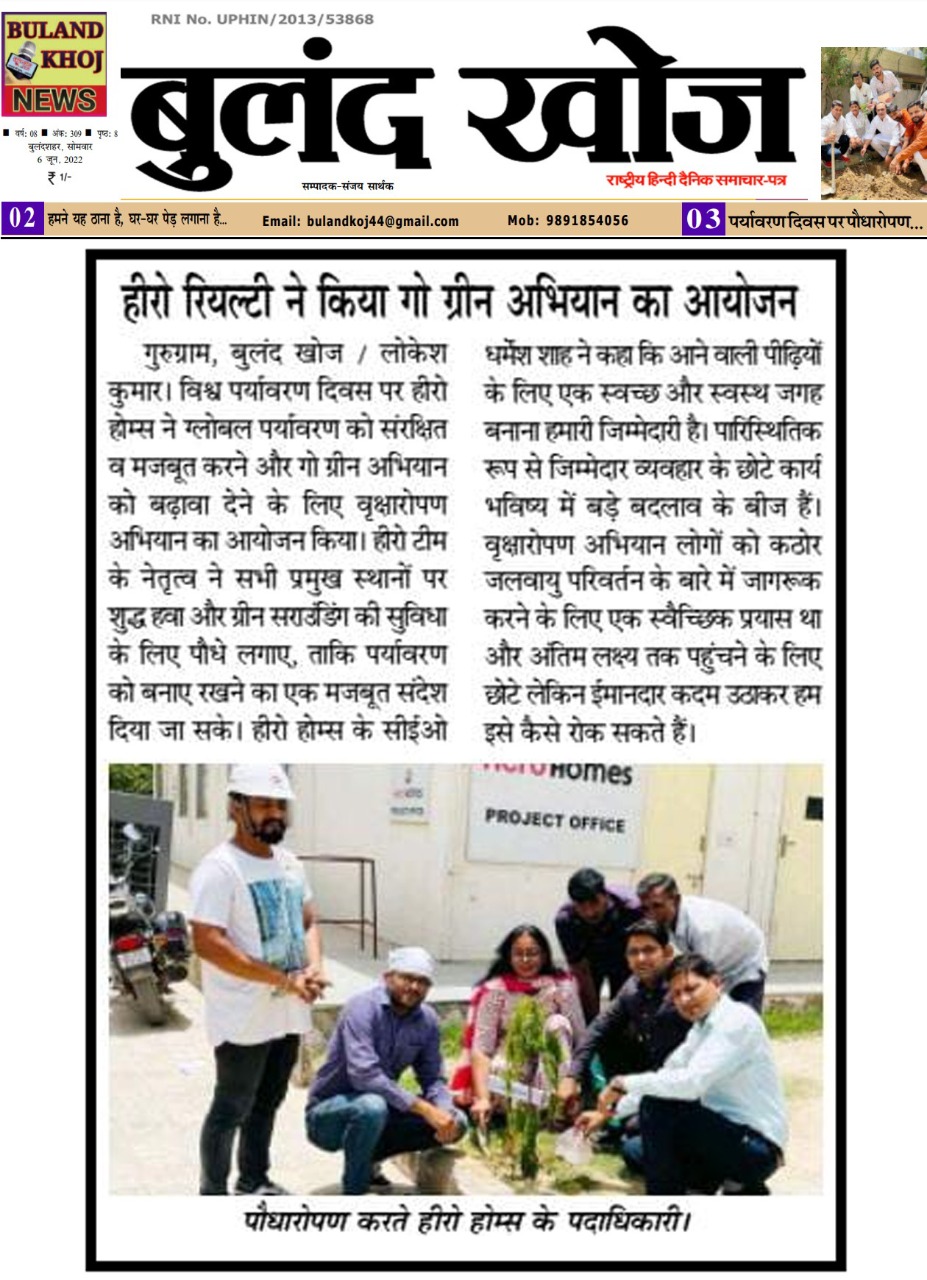 RNI No. UPHIN/2013/53868
BULAND
KHOJ
NEWS
बुलंद खोज
■ वर्ष: 08 ■ अंक: 309 ■ पृष्ठ: 8
बुलंदशहर, सोमवार
6 जून, 2022
₹ 1/-
सम्पादक-संजय सार्थक
राष्ट्रीय हिन्दी दैनिक समाचार-पत्र
02 हमने यह ठाना है, घर-घर पेड़ लगाना है...
Email: bulandkoj44@gmail.com
Mob: 9891854056
03 पर्यावरण दिवस पर पौधारोपण...
हीरो रियल्टी ने किया गो ग्रीन अभियान का आयोजन
गुरुग्राम, बुलंद खोज / लोकेश
कुमार। विश्व पर्यावरण दिवस पर हीरो
होम्स ने ग्लोबल पर्यावरण को संरक्षित
व मजबूत करने और गो ग्रीन अभियान
को बढ़ावा देने के लिए वृक्षारोपण
अभियान का आयोजन किया। हीरो टीम
के नेतृत्व ने सभी प्रमुख स्थानों पर
शुद्ध हवा और ग्रीन सराउंडिंग की सुविधा
के लिए पौधे लगाए, ताकि पर्यावरण
को बनाए रखने का एक मजबूत संदेश
दिया जा सके। हीरो होम्स के सीईओ
धर्मेश शाह ने कहा कि आने वाली पीढ़ियों
के लिए एक स्वच्छ और स्वस्थ जगह
बनाना हमारी जिम्मेदारी है। पारिस्थितिक
रूप से जिम्मेदार व्यवहार के छोटे कार्य
भविष्य में बड़े बदलाव के बीज हैं।
वृक्षारोपण अभियान लोगों को कठोर
जलवायु परिवर्तन के बारे में जागरूक
करने के लिए एक स्वैच्छिक प्रयास था
और अंतिम लक्ष्य तक पहुंचने के लिए
छोटे लेकिन ईमानदार कदम उठाकर हम
इसे कैसे रोक सकते हैं।
HeroHomes
PROJECT OFFICE
पौधारोपण करते हीरो होम्स के पदाधिकारी।